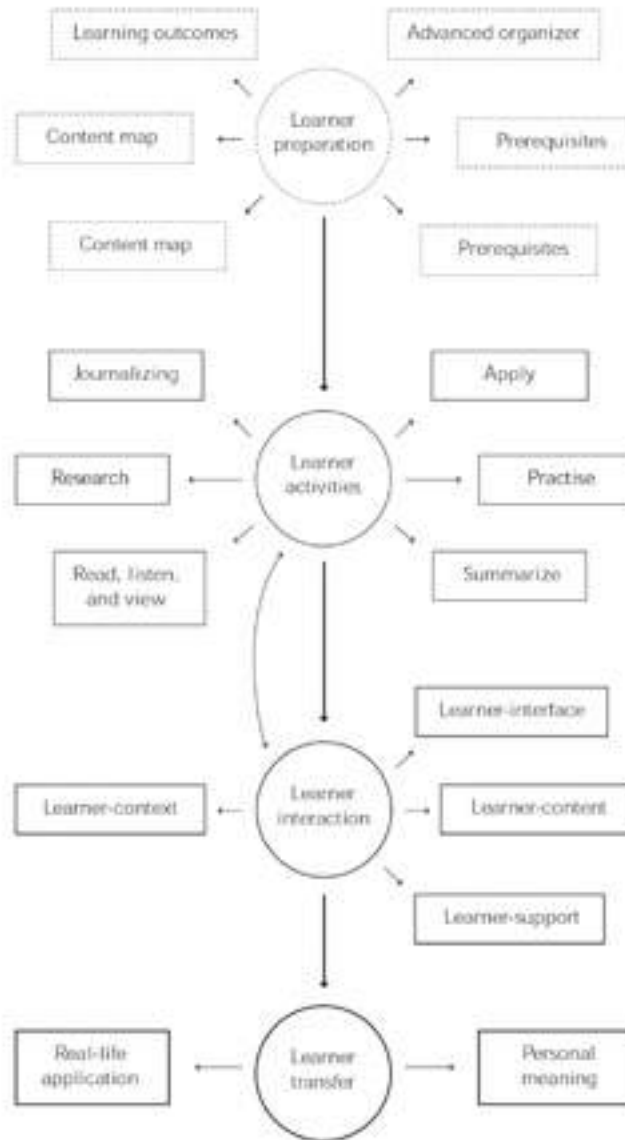 Learning outcomes
Advanced organizer
Learner
preparation
Content map
Prerequisites
Content map
Prerequisites
Journalizing
Apply
Learner
activities
Research
Practise
Read, listen,
and view
Summarize
Learner-interface
Learner
interaction
Learner-context
Learner-content
Learner-support
Real-life
application
Learner
transfer
Personal
meaning